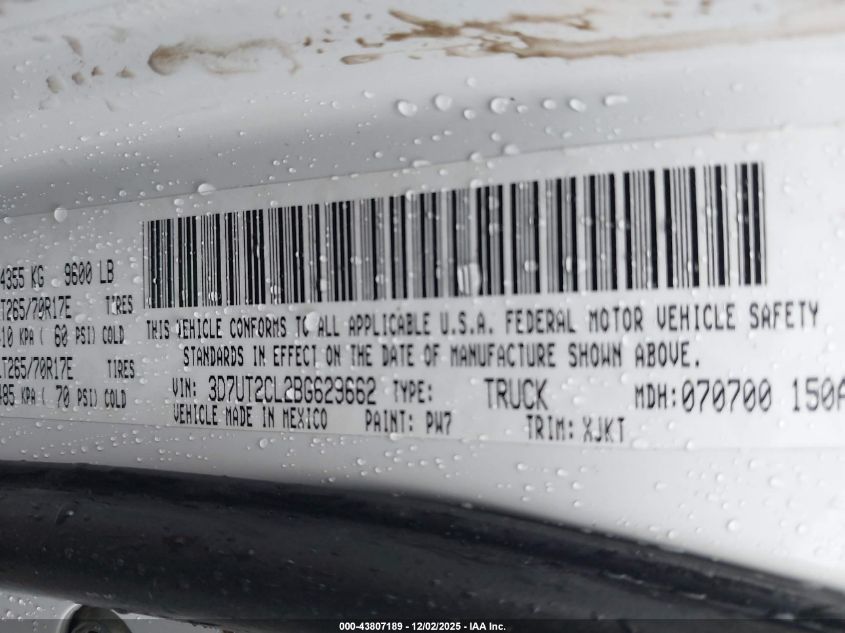 4355 KG 9600 LB
T265/70R17E TIRES
10 KPA ( 60 PSI) COLD
T265/70R17E TIRES
485 KPA ( 70 PSI) COLD
THIS VEHICLE CONFORMS TO ALL APPLICABLE U.S.A. FEDERAL MOTOR VEHICLE SAFETY
STANDARDS IN EFFECT ON THE DATE OF MANUFACTURE SHOWN ABOVE.
VIN: 3D7UT2CL2BG629662 TYPE: TRUCK MDH: 070700 150A
VEHICLE MADE IN MEXICO PAINT: PW7 TRIM: XJKT
000-43807189 - 12/02/2025 - IAA Inc.